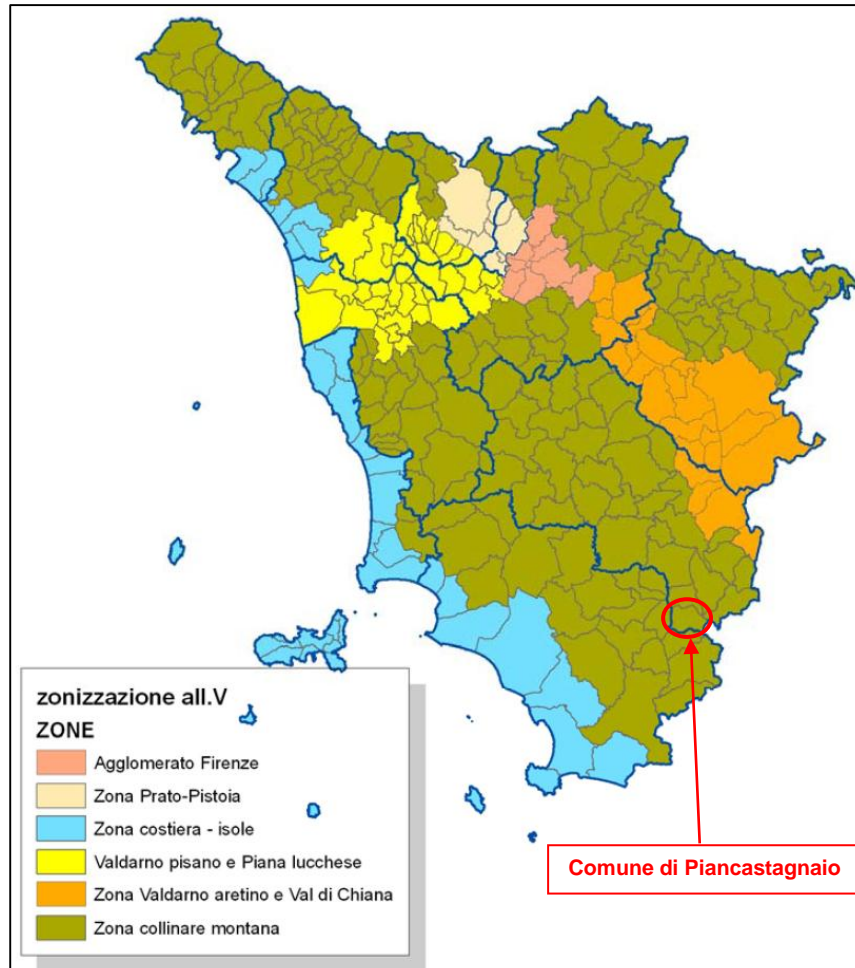 zonizzazione all.V
ZONE
Agglomerato Firenze
Zona Prato-Pistoia
Zona costiera - isole
Valdarno pisano e Piana lucchese
Zona Valdarno aretino e Val di Chiana
Zona collinare montana
Comune di Piancastagnaio